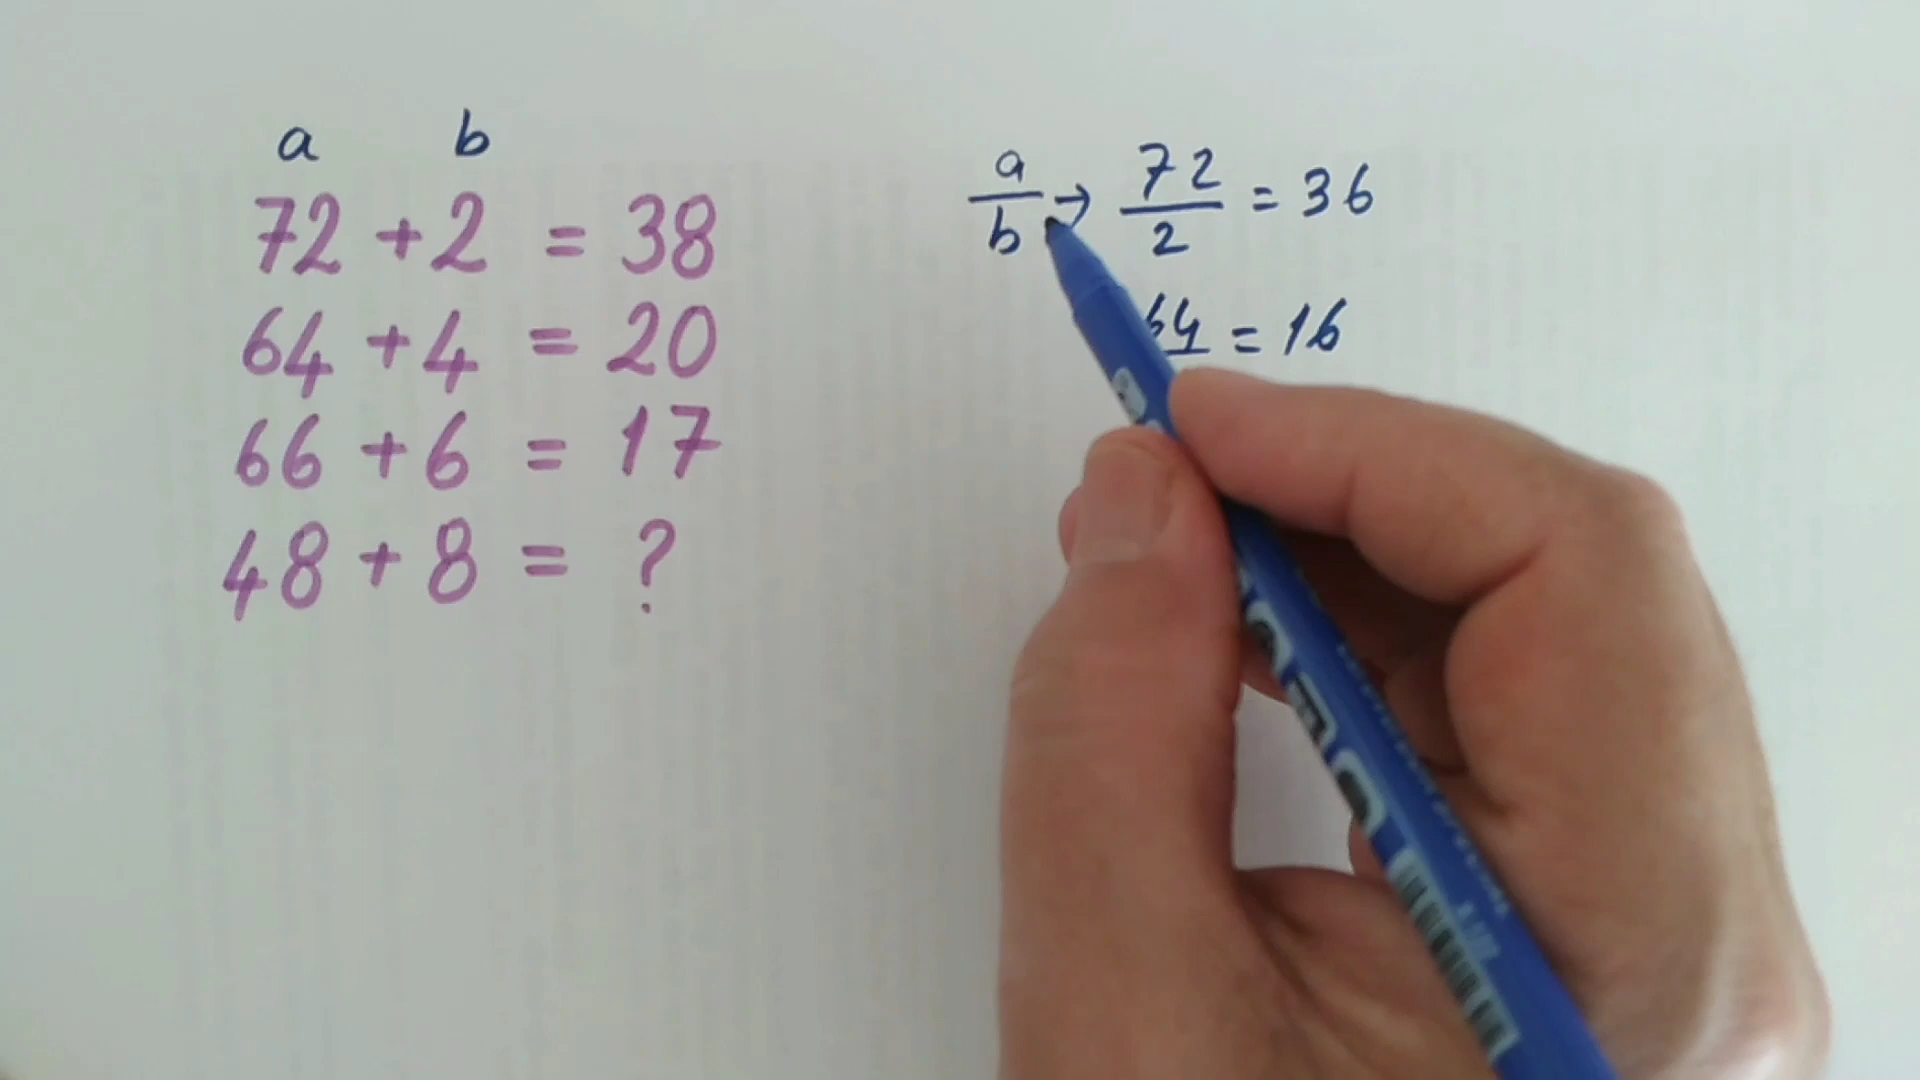 a b
72 + 2 = 38
64 + 4 = 20
66 + 6 = 17
48 + 8 = ?
a/b → 72/2 = 36
64 = 16